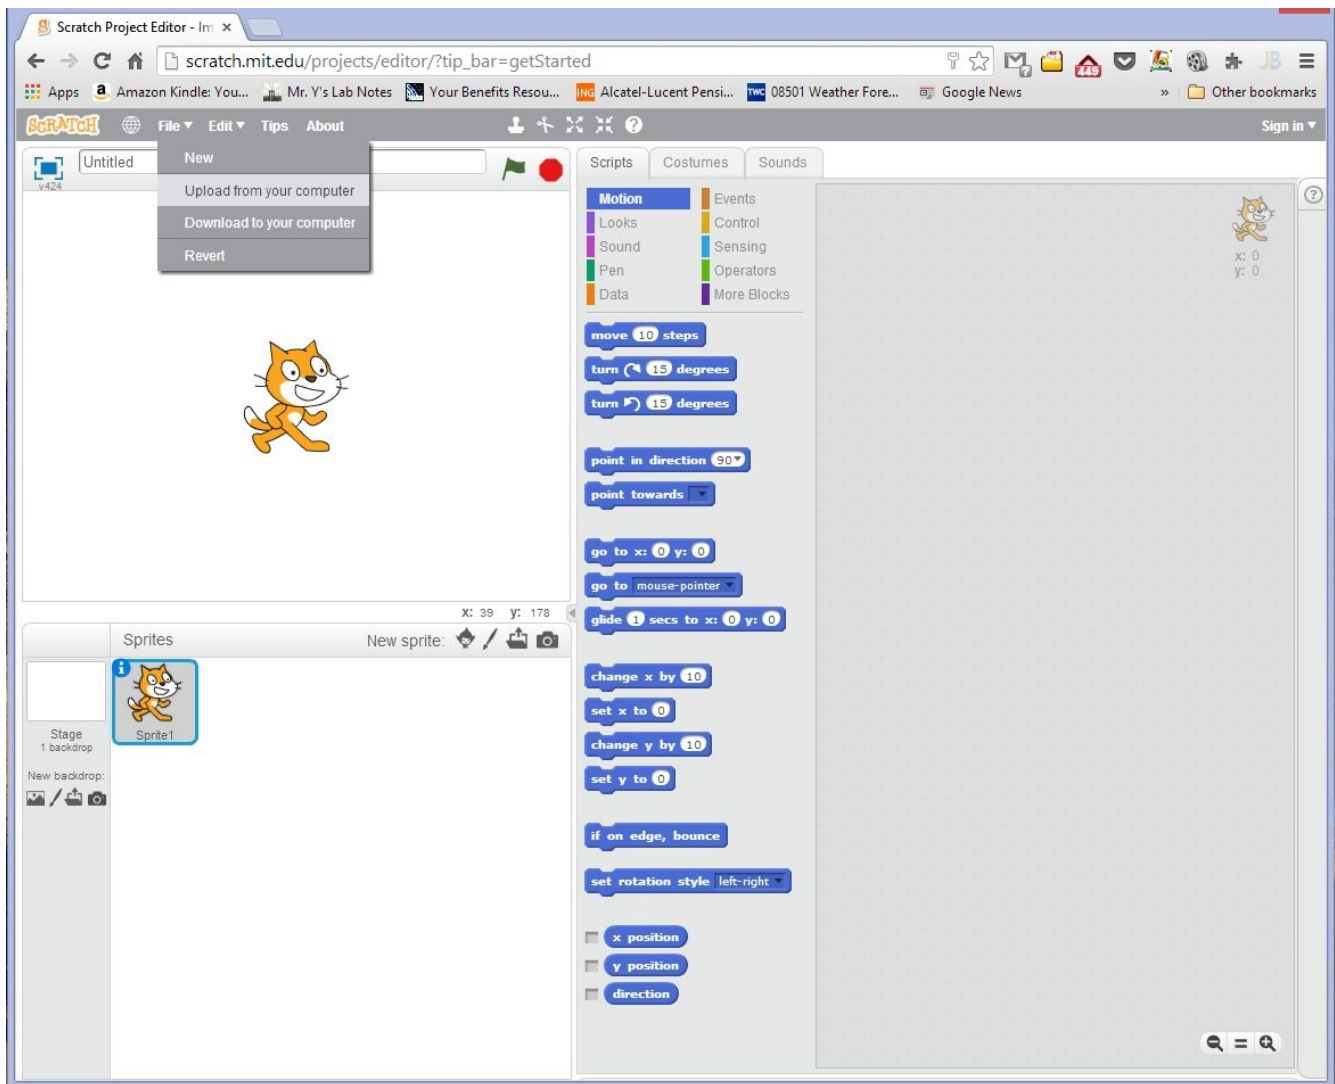 Scratch Project Editor - Im
scratch.mit.edu/projects/editor/?tip_bar=getStarted
Apps Amazon Kindle: You... Mr. Y's Lab Notes Your Benefits Resou... ING Alcatel-Lucent Pensi... TWC 08501 Weather Fore... Google News » Other bookmarks
SCRATCH File Edit Tips About Sign in
Untitled
v424
New
Upload from your computer
Download to your computer
Revert
X: 39 y: 178
Sprites New sprite:
Stage
1 backdrop
Sprite1
New backdrop:
Scripts Costumes Sounds
Motion Events
Looks Control
Sound Sensing
Pen Operators
Data More Blocks
move 10 steps
turn 15 degrees
turn 15 degrees
point in direction 90
point towards
go to x: 0 y: 0
go to mouse-pointer
glide 1 secs to x: 0 y: 0
change x by 10
set x to 0
change y by 10
set y to 0
if on edge, bounce
set rotation style left-right
x position
y position
direction
x: 0
y: 0